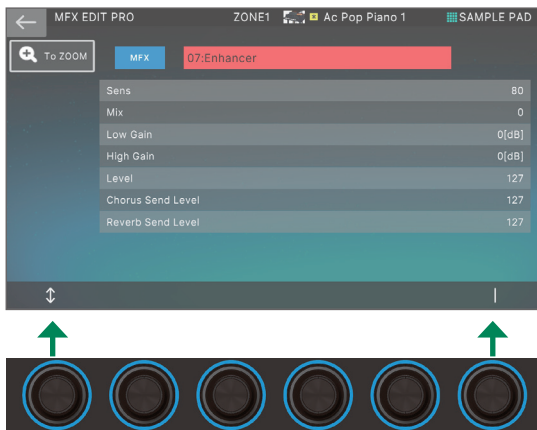 MFX EDIT PRO ZONE1 Ac Pop Piano 1 SAMPLE PAD
To ZOOM MFX 07:Enhancer
Sens 80
Mix 0
Low Gain 0[dB]
High Gain 0[dB]
Level 127
Chorus Send Level 127
Reverb Send Level 127